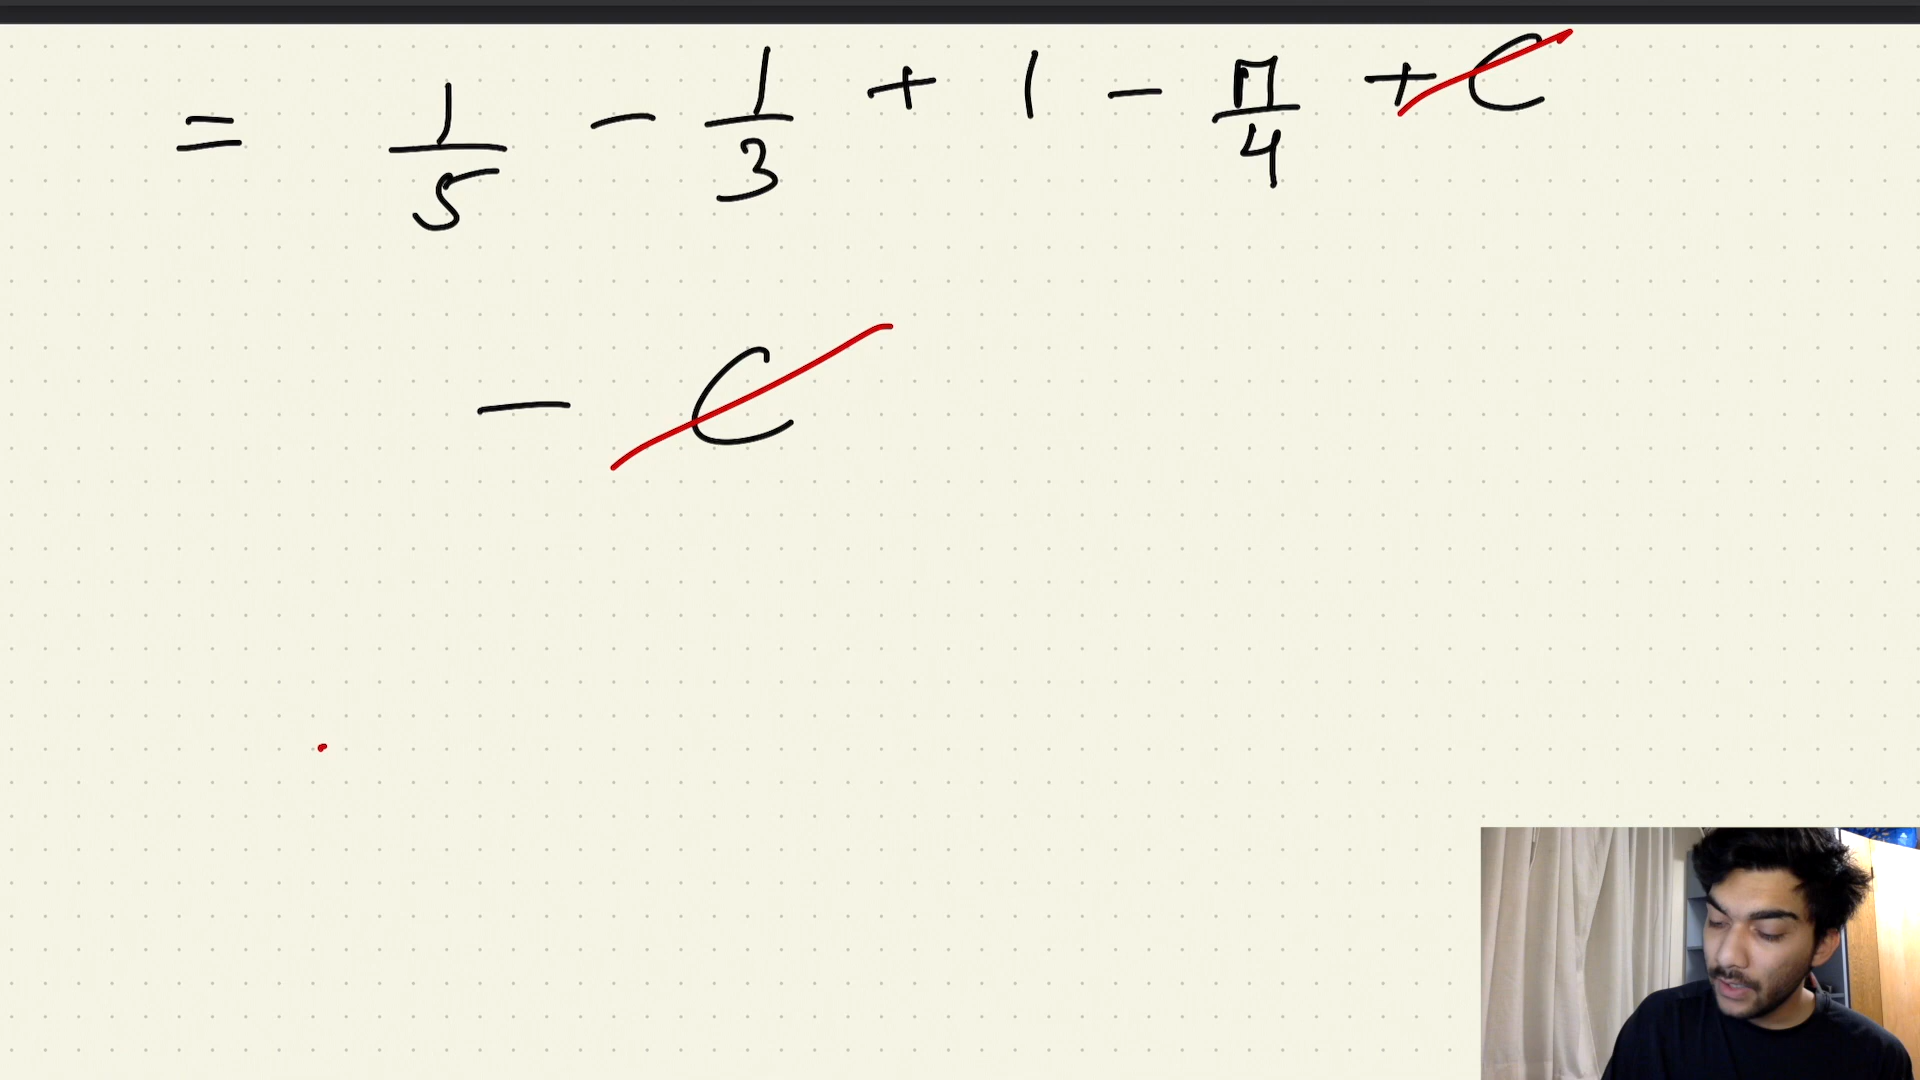 = 1/5 - 1/3 + 1 - π/4 + C
- C